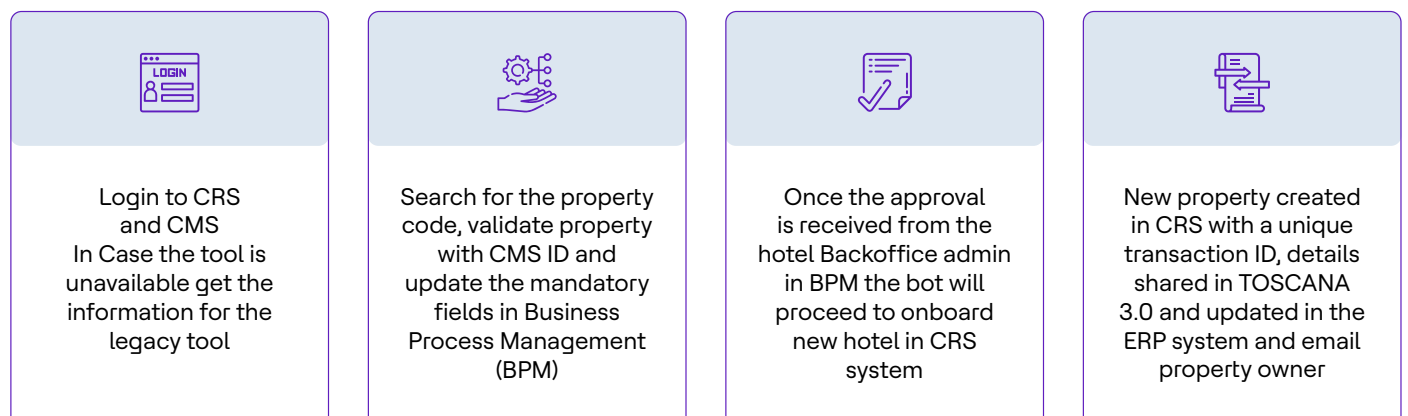 LOGIN
Login to CRS
and CMS
In Case the tool is
unavailable get the
information for the
legacy tool
Search for the property
code, validate property
with CMS ID and
update the mandatory
fields in Business
Process Management
(BPM)
Once the approval
is received from the
hotel Backoffice admin
in BPM the bot will
proceed to onboard
new hotel in CRS
system
New property created
in CRS with a unique
transaction ID, details
shared in TOSCANA
3.0 and updated in the
ERP system and email
property owner